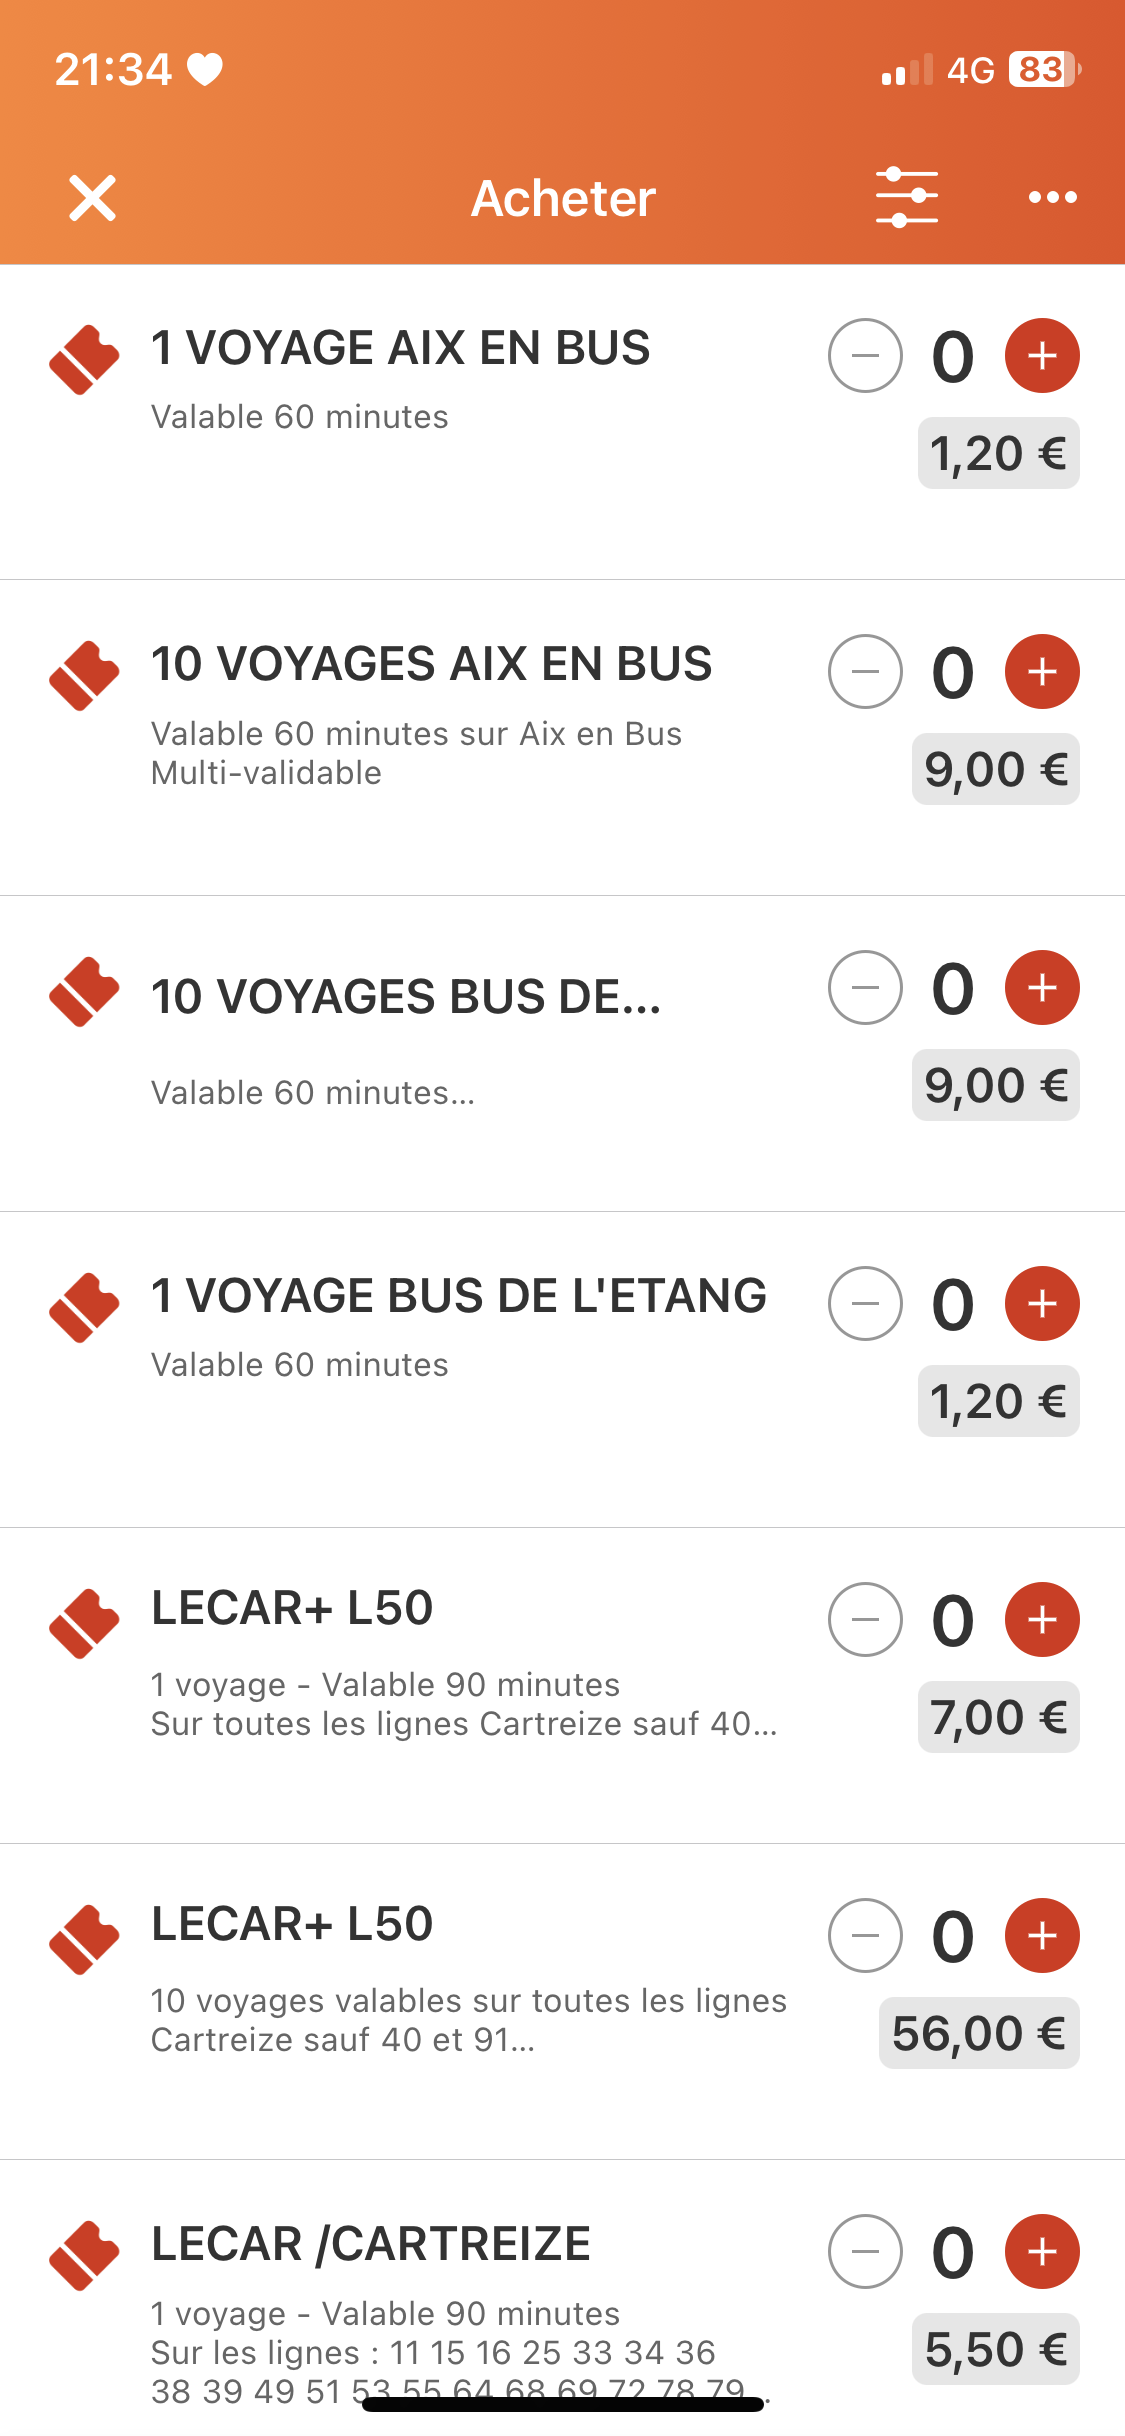 21:34
4G 83
Acheter
1 VOYAGE AIX EN BUS
0
Valable 60 minutes
1,20 €
10 VOYAGES AIX EN BUS
0
Valable 60 minutes sur Aix en Bus
Multi-validable
9,00 €
10 VOYAGES BUS DE...
0
Valable 60 minutes...
9,00 €
1 VOYAGE BUS DE L'ETANG
0
Valable 60 minutes
1,20 €
LECAR+ L50
0
1 voyage - Valable 90 minutes
Sur toutes les lignes Cartreize sauf 40...
7,00 €
LECAR+ L50
0
10 voyages valables sur toutes les lignes
Cartreize sauf 40 et 91...
56,00 €
LECAR /CARTREIZE
0
1 voyage - Valable 90 minutes
Sur les lignes : 11 15 16 25 33 34 36
38 39 49 51 53 55 64 68 69 72 78 79...
5,50 €